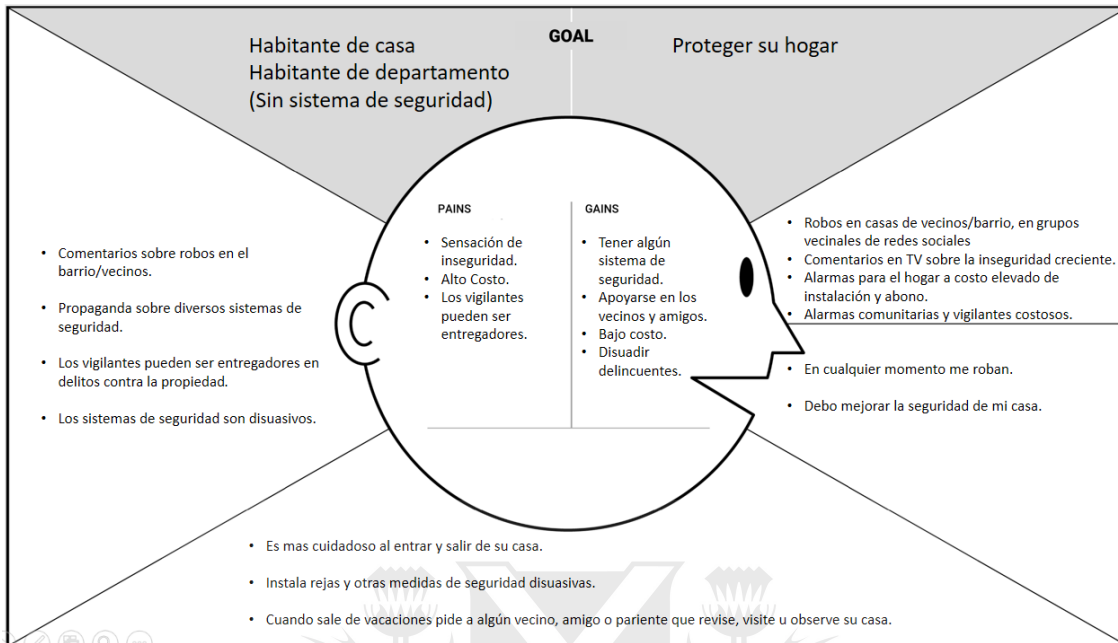 GOAL
Habitante de casa
Habitante de departamento
(Sin sistema de seguridad)
Proteger su hogar
• Comentarios sobre robos en el
barrio/vecinos.
• Propaganda sobre diversos sistemas de
seguridad.
• Los vigilantes pueden ser entregadores en
delitos contra la propiedad.
• Los sistemas de seguridad son disuasivos.
PAINS
• Sensación de
inseguridad.
• Alto Costo.
• Los vigilantes
pueden ser
entregadores.
GAINS
• Tener algún
sistema de
seguridad.
• Apoyarse en los
vecinos y amigos.
• Bajo costo.
• Disuadir
delincuentes.
• Robos en casas de vecinos/barrio, en grupos
vecinales de redes sociales
• Comentarios en TV sobre la inseguridad creciente.
• Alarmas para el hogar a costo elevado de
instalación y abono.
• Alarmas comunitarias y vigilantes costosos.
• En cualquier momento me roban.
• Debo mejorar la seguridad de mi casa.
• Es mas cuidadoso al entrar y salir de su casa.
• Instala rejas y otras medidas de seguridad disuasivas.
• Cuando sale de vacaciones pide a algún vecino, amigo o pariente que revise, visite u observe su casa.